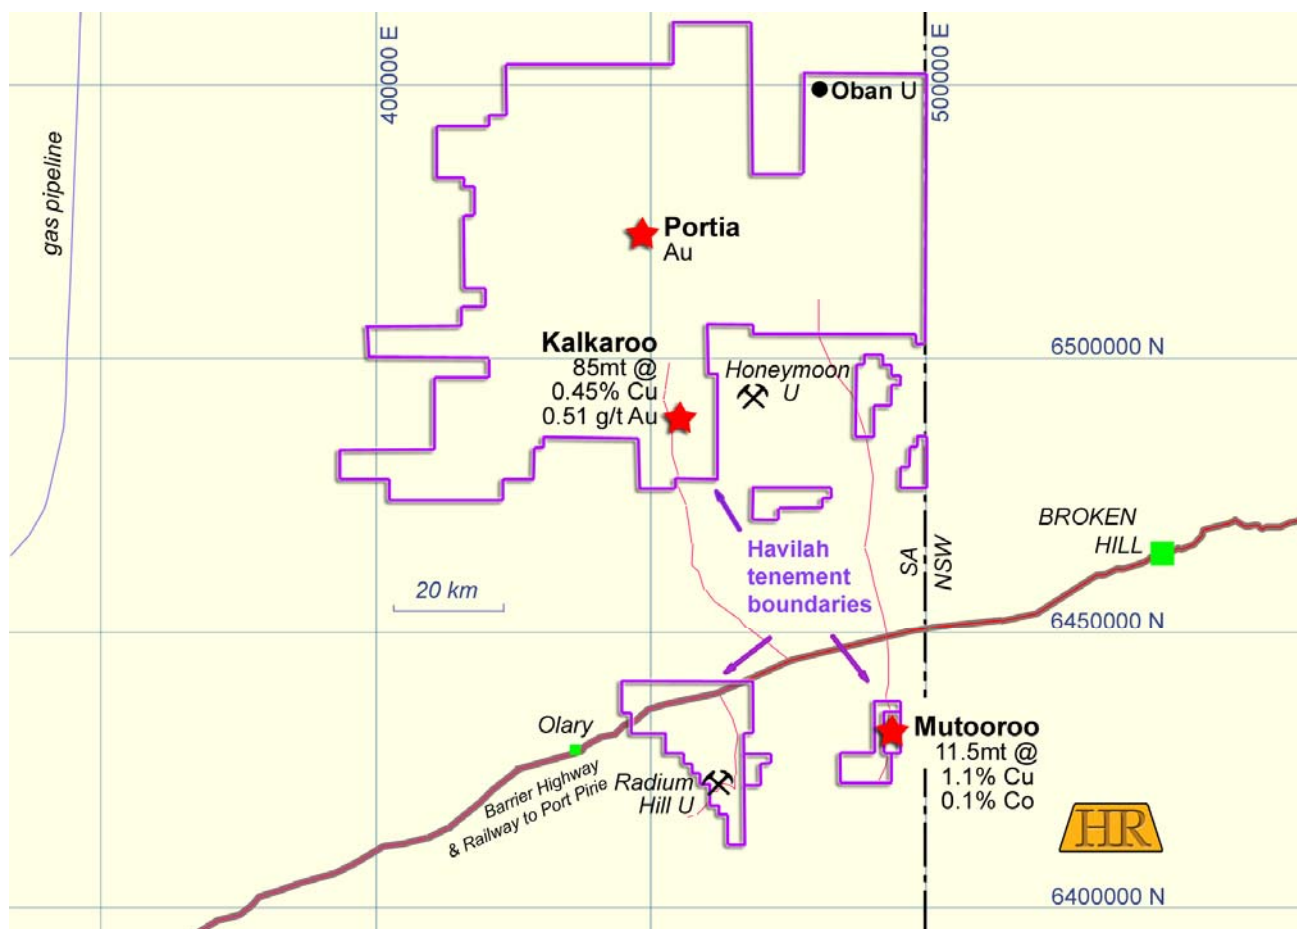 400000 E
500000 E
Oban U
gas pipeline
Portia
Au
Kalkaroo
85mt @
0.45% Cu
0.51 g/t Au
Honeymoon
U
6500000 N
BROKEN
HILL
SA
NSW
Havilah
tenement
boundaries
20 km
6450000 N
Olary
Barrier Highway
& Railway to Port Pirie
Radium
Hill U
Mutooroo
11.5mt @
1.1% Cu
0.1% Co
HR
6400000 N